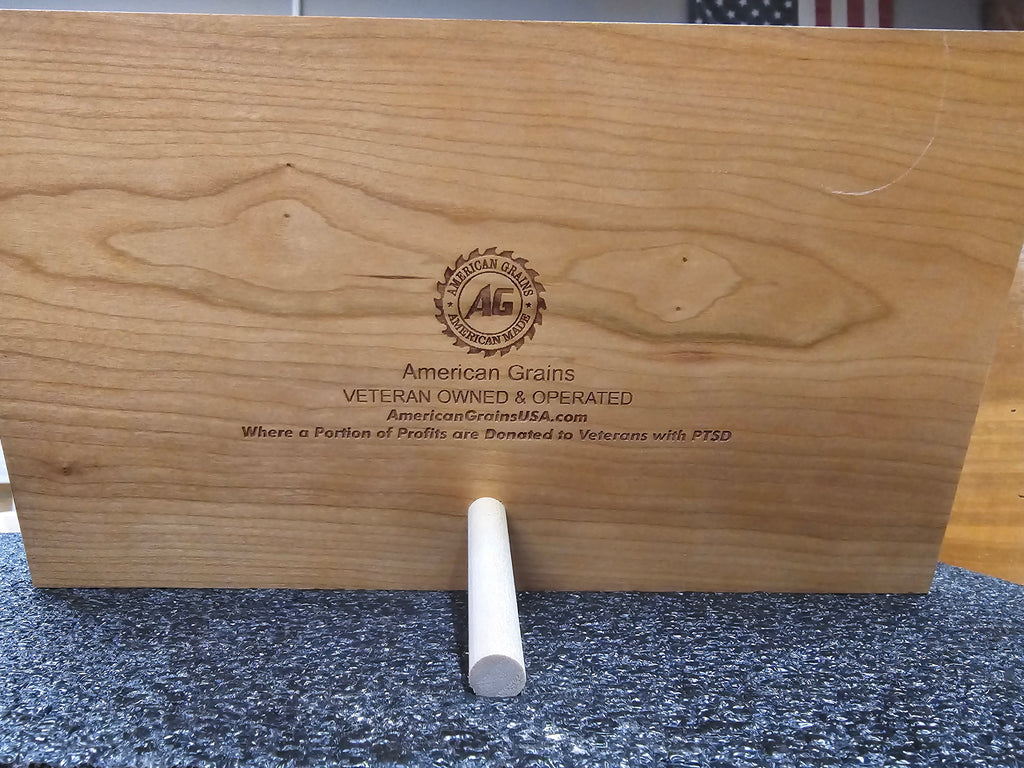 AMERICAN GRAINS
AG
AMERICAN MADE
American Grains
VETERAN OWNED & OPERATED
AmericanGrainsUSA.com
Where a Portion of Profits are Donated to Veterans with PTSD